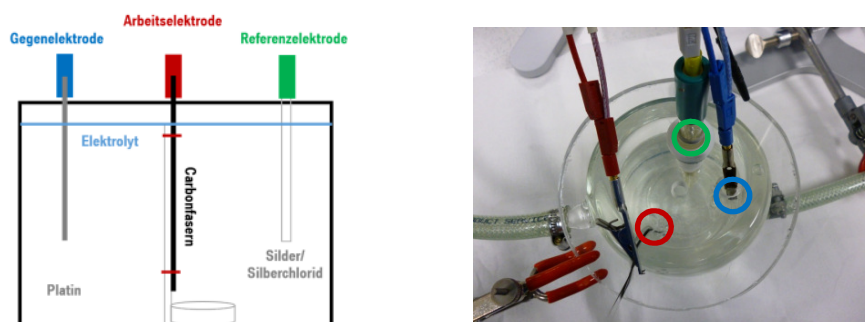 Arbeitselektrode
Gegenelektrode
Referenzelektrode
Elektrolyt
Carbonfasern
Silder/
Silberchlorid
Platin